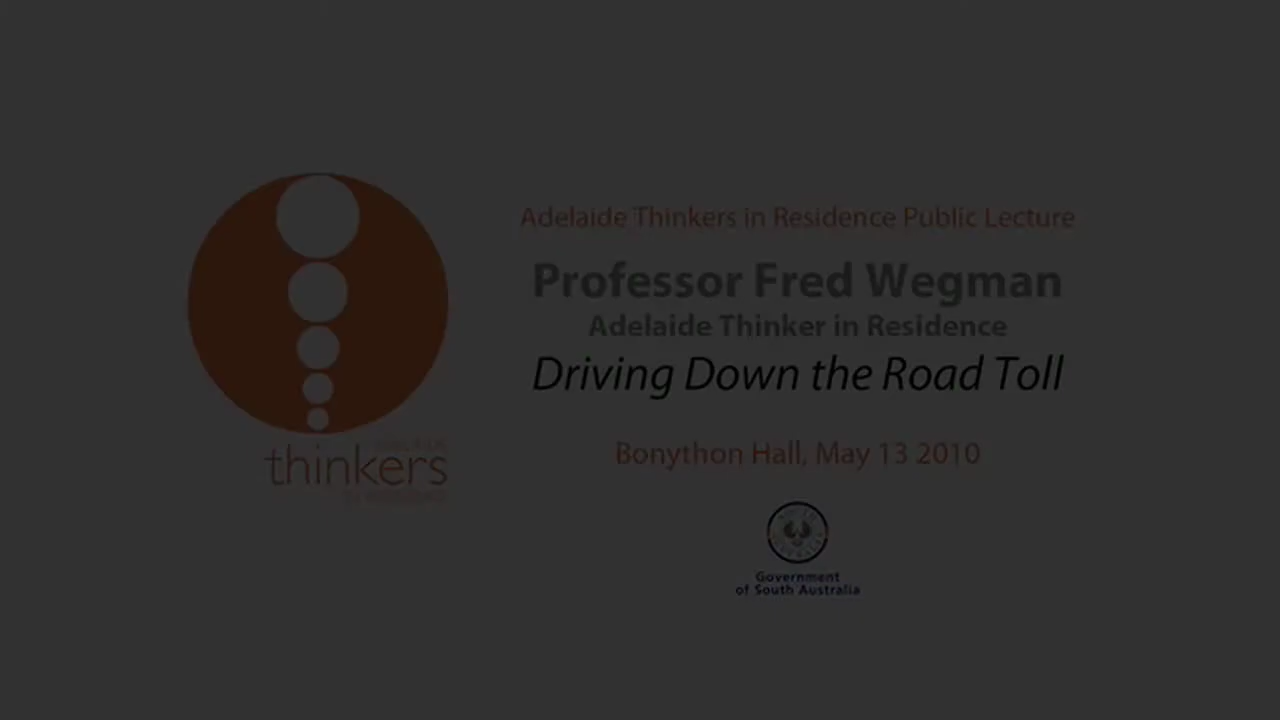 Adelaide Thinkers in Residence Public Lecture
Professor Fred Wegman
Adelaide Thinker in Residence
Driving Down the Road Toll
thinkers
Bonython Hall, May 13 2010
Government
of South Australia